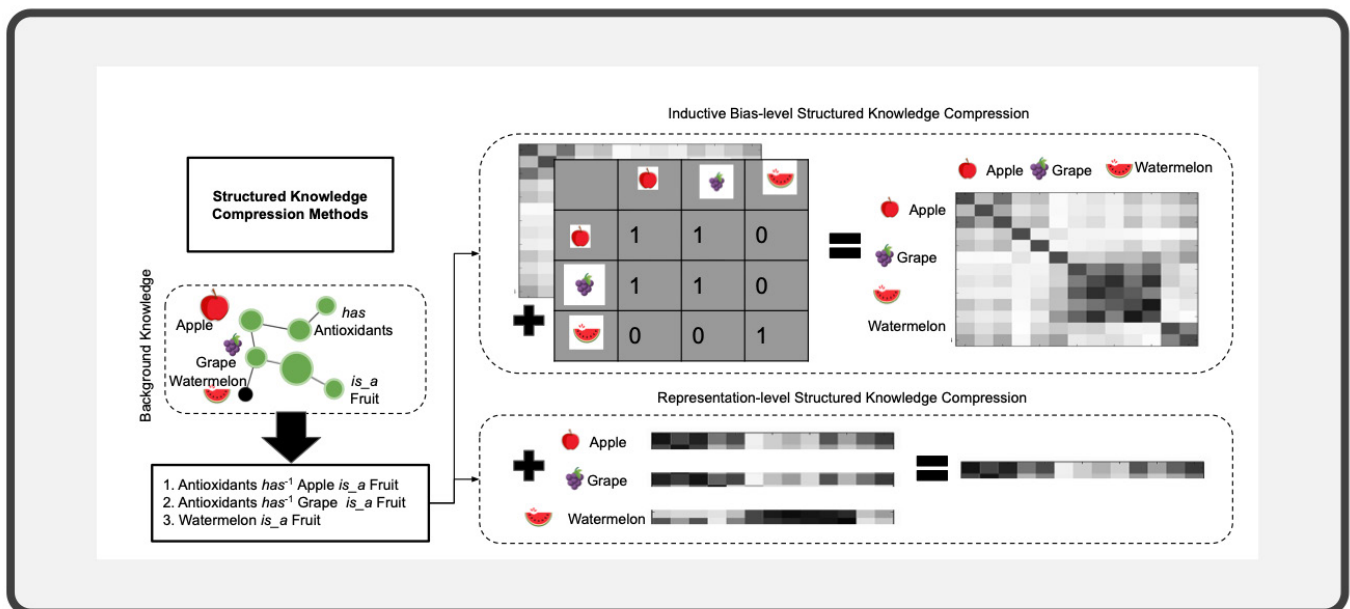 Structured Knowledge
Compression Methods
Background Knowledge
Apple
has
Antioxidants
Grape
Watermelon
is_a
Fruit
1. Antioxidants has⁻¹ Apple is_a Fruit
2. Antioxidants has⁻¹ Grape is_a Fruit
3. Watermelon is_a Fruit
Inductive Bias-level Structured Knowledge Compression
1 1 0
1 1 0
0 0 1
Apple Grape Watermelon
Apple
Grape
Watermelon
Representation-level Structured Knowledge Compression
Apple
Grape
Watermelon